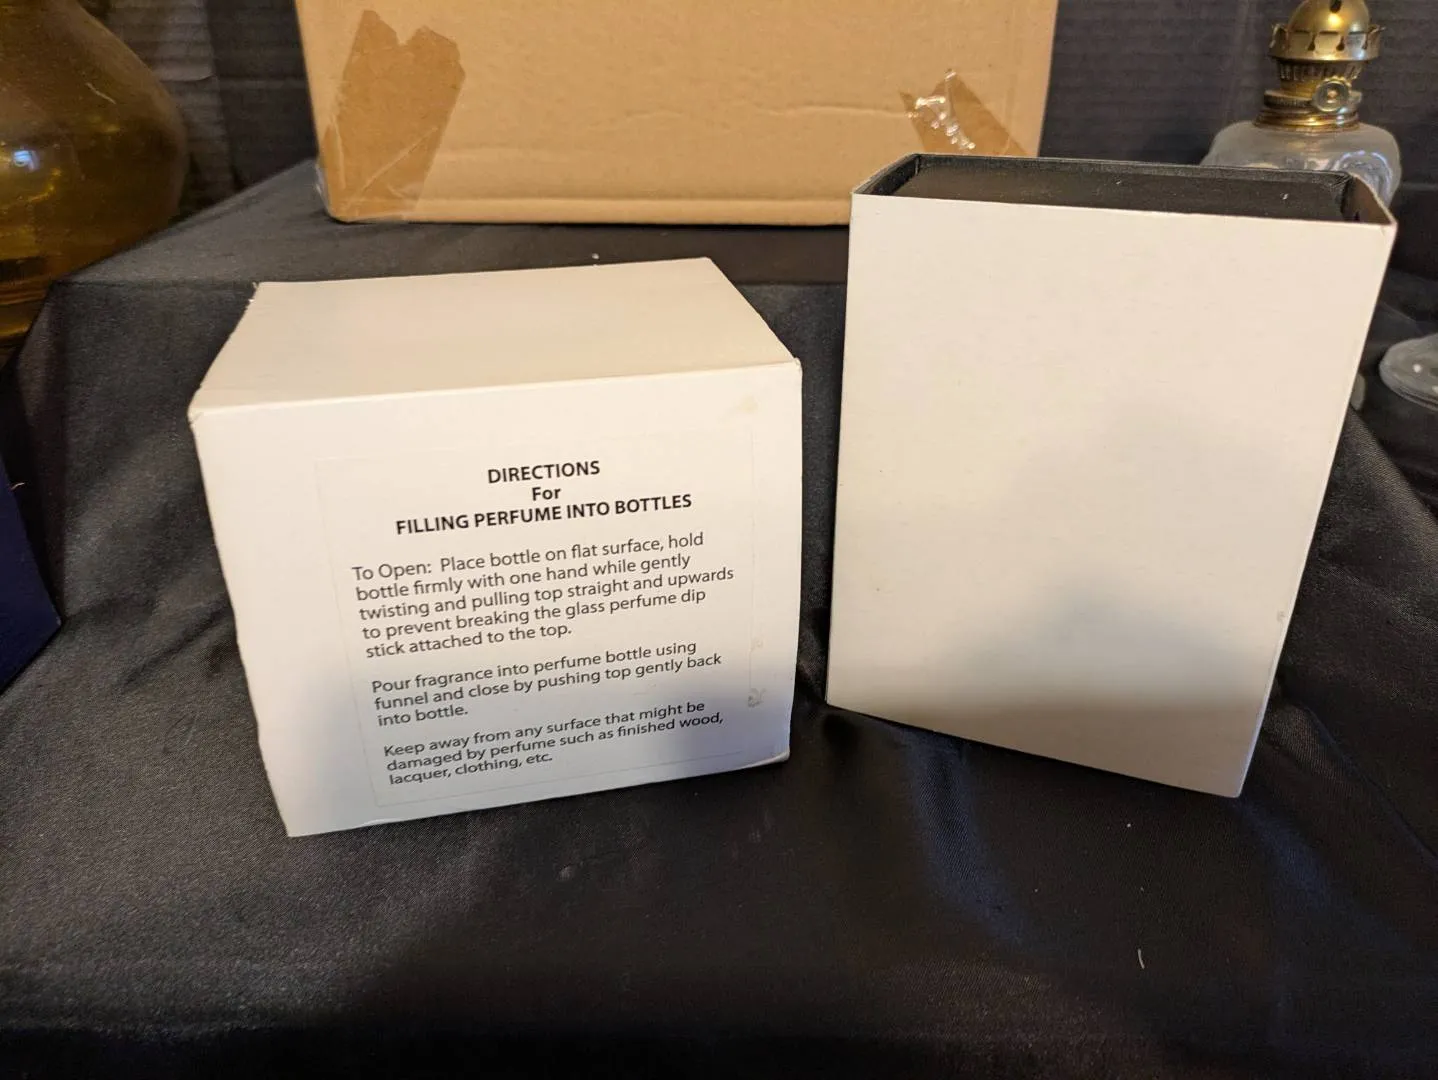 DIRECTIONS
For
FILLING PERFUME INTO BOTTLES
To Open: Place bottle on flat surface, hold
bottle firmly with one hand while gently
twisting and pulling top straight and upwards
to prevent breaking the glass perfume dip
stick attached to the top.
Pour fragrance into perfume bottle using
funnel and close by pushing top gently back
into bottle.
Keep away from any surface that might be
damaged by perfume such as finished wood,
lacquer, clothing, etc.